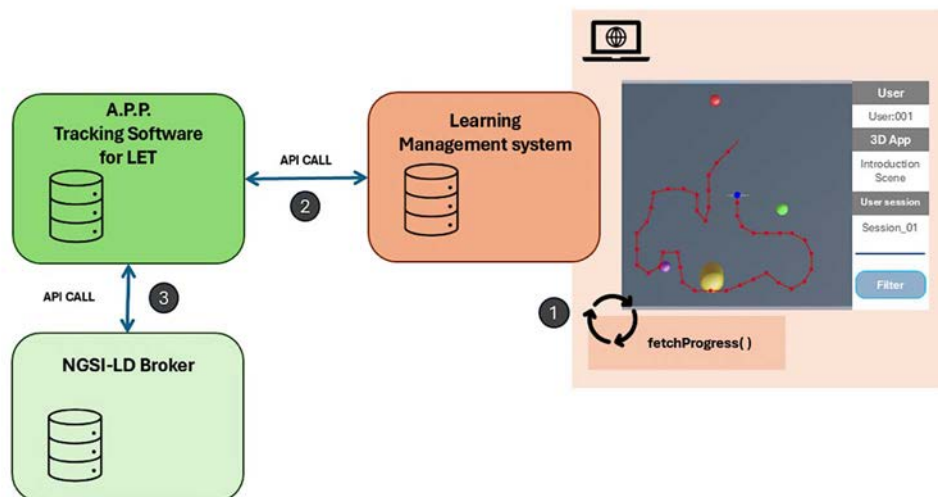 A.P.P.
Tracking Software
for LET
API CALL
2
Learning
Management system
User
User:001
3D App
Introduction
Scene
User session
Session_01
Filter
1
fetchProgress( )
API CALL
3
NGSI-LD Broker